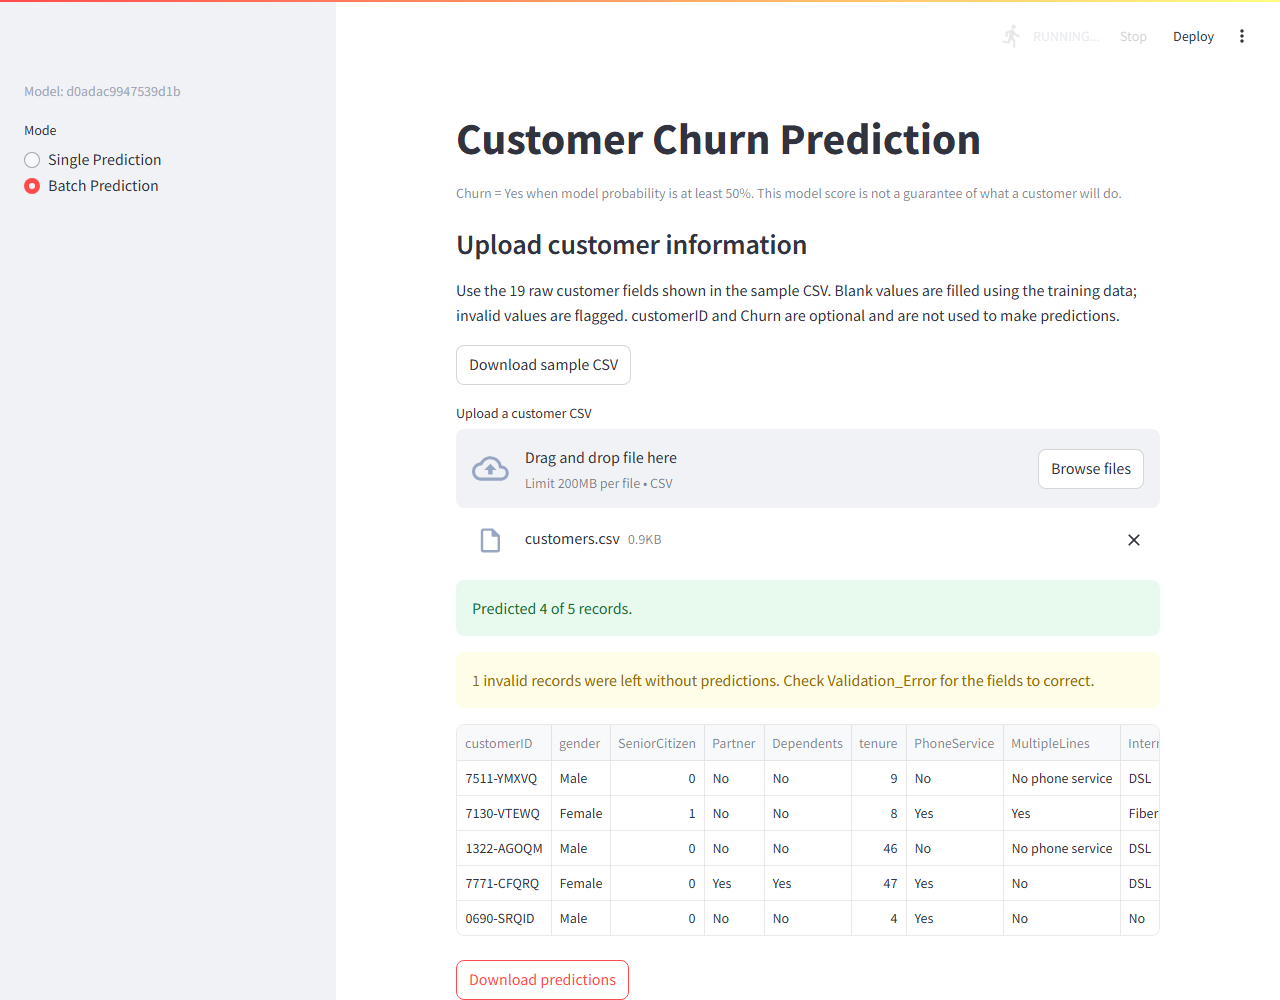 RUNNING...
Stop
Deploy
Model: d0adac9947539d1b
Mode
Single Prediction
Batch Prediction
Customer Churn Prediction
Churn = Yes when model probability is at least 50%. This model score is not a guarantee of what a customer will do.
Upload customer information
Use the 19 raw customer fields shown in the sample CSV. Blank values are filled using the training data;
invalid values are flagged. customerID and Churn are optional and are not used to make predictions.
Download sample CSV
Upload a customer CSV
Drag and drop file here
Limit 200MB per file • CSV
Browse files
customers.csv 0.9KB
Predicted 4 of 5 records.
1 invalid records were left without predictions. Check Validation_Error for the fields to correct.
customerID gender SeniorCitizen Partner Dependents tenure PhoneService MultipleLines
7511-YMXVQ Male 0 No No 9 No No phone service DSL
7130-VTEWQ Female 1 No No 8 Yes Yes Fiber
1322-AGOQM Male 0 No No 46 No No phone service DSL
7771-CFQRQ Female 0 Yes Yes 47 Yes No DSL
0690-SRQID Male 0 No No 4 Yes No No
Download predictions